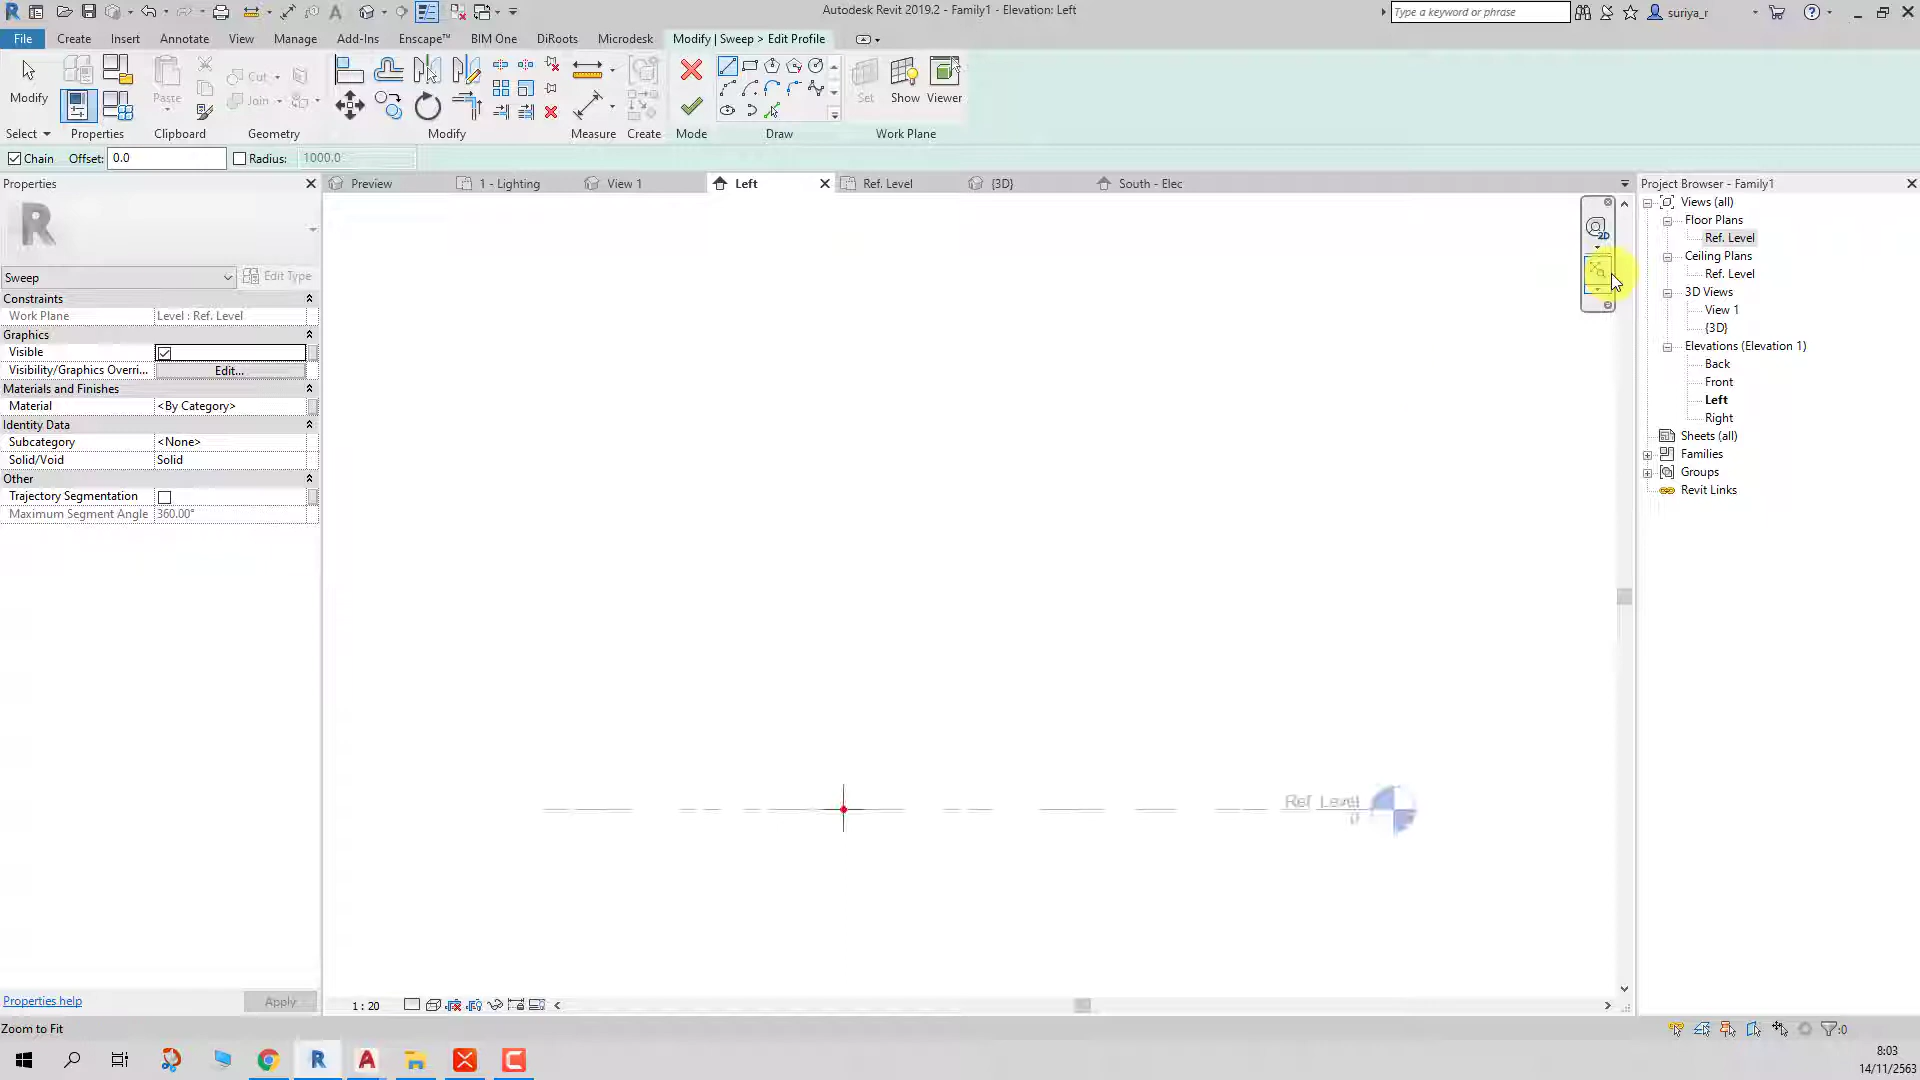 Autodesk Revit 2019.2 - Family1 - Elevation: Left
Type a keyword or phrase
suriya_r
File Create Insert Annotate View Manage Add-Ins Enscape™ BIM One DiRoots Microdesk Modify | Sweep > Edit Profile
Modify
Paste
Cut
Join
Set Show Viewer
Select Properties Clipboard Geometry Modify Measure Create Mode Draw Work Plane
Chain Offset: 0.0 Radius: 1000.0
Properties
Preview
1 - Lighting
View 1
Left
Ref. Level
{3D}
South - Elec
Project Browser - Family1
Sweep
Edit Type
Constraints
Work Plane Level : Ref. Level
Graphics
Visible
Visibility/Graphics Overri... Edit...
Materials and Finishes
Material <By Category>
Identity Data
Subcategory <None>
Solid/Void Solid
Other
Trajectory Segmentation
Maximum Segment Angle 360.00°
Properties help
Apply
2D
Ref. Level
0
1 : 20
Views (all)
Floor Plans
Ref. Level
Ceiling Plans
Ref. Level
3D Views
View 1
{3D}
Elevations (Elevation 1)
Back
Front
Left
Right
Sheets (all)
Families
Groups
Revit Links
Zoom to Fit
:0
8:03
14/11/2563